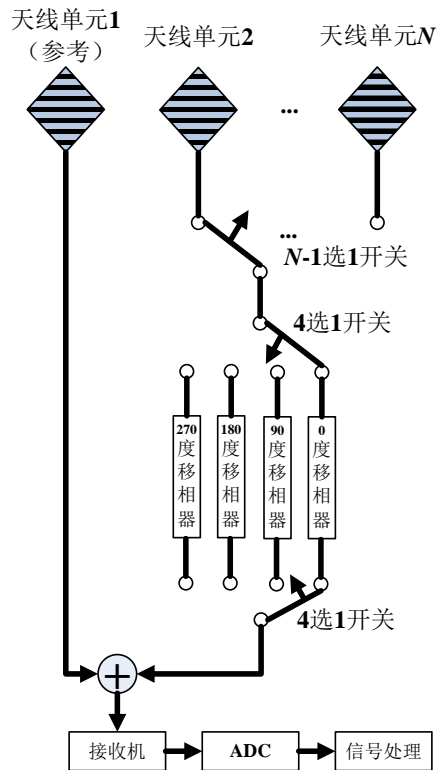 天线单元1
（参考）
天线单元2
天线单元N
...
...
N-1选1开关
4选1开关
270度移相器
180度移相器
90度移相器
0度移相器
4选1开关
接收机
ADC
信号处理